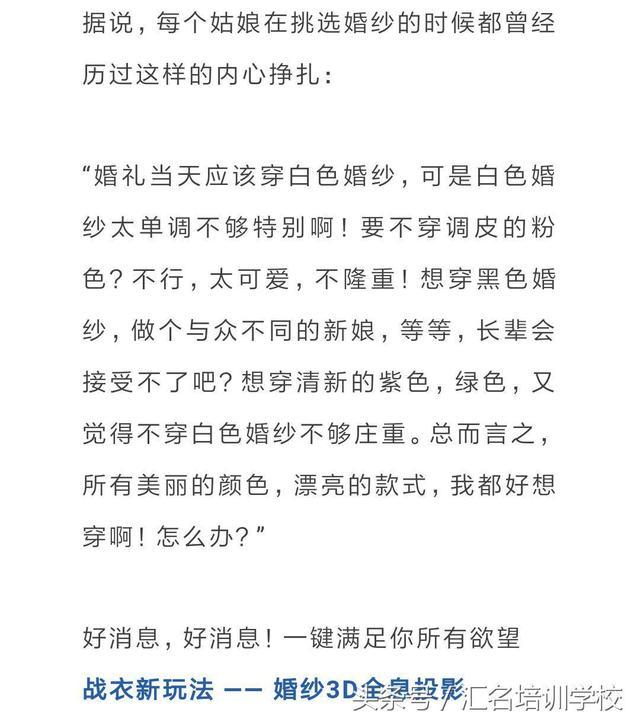 据说，每个姑娘在挑选婚纱的时候都曾经
历过这样的内心挣扎：
“婚礼当天应该穿白色婚纱，可是白色婚
纱太单调不够特别啊！要不穿调皮的粉
色？不行，太可爱，不隆重！想穿黑色婚
纱，做个与众不同的新娘，等等，长辈会
接受不了吧？想穿清新的紫色，绿色，又
觉得不穿白色婚纱不够庄重。总而言之，
所有美丽的颜色，漂亮的款式，我都好想
穿啊！怎么办？”
好消息，好消息！一键满足你所有欲望
战衣新玩法 —— 婚纱3D全息投影
头条号／汇名培训学校